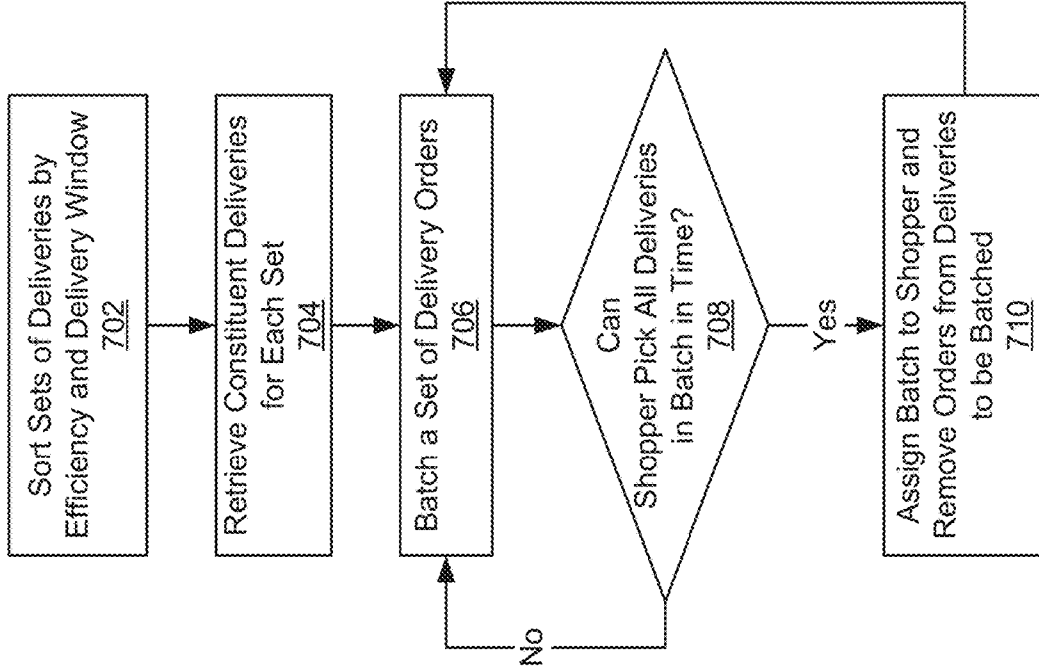 Sort Sets of Deliveries by
Efficiency and Delivery Window
702
Retrieve Constituent Deliveries
for Each Set
704
Batch a Set of Delivery Orders
706
Can
Shopper Pick All Deliveries
in Batch in Time?
708
No
Yes
Assign Batch to Shopper and
Remove Orders from Deliveries
to be Batched
710